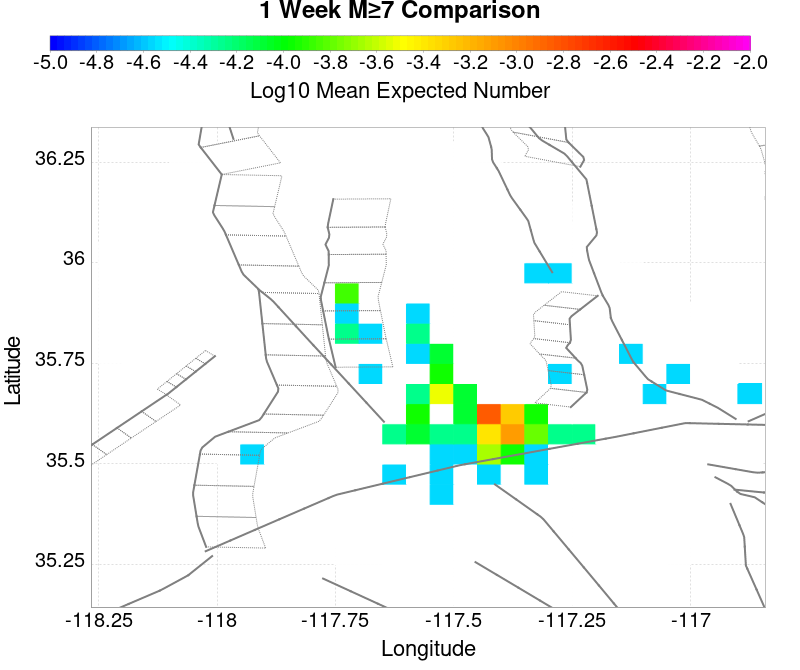 1 Week M≥7 Comparison
-5.0 -4.8 -4.6 -4.4 -4.2 -4.0 -3.8 -3.6 -3.4 -3.2 -3.0 -2.8 -2.6 -2.4 -2.2 -2.0
Log10 Mean Expected Number
36.25
36
35.75
35.5
35.25
Latitude
-118.25 -118 -117.75 -117.5 -117.25 -117
Longitude